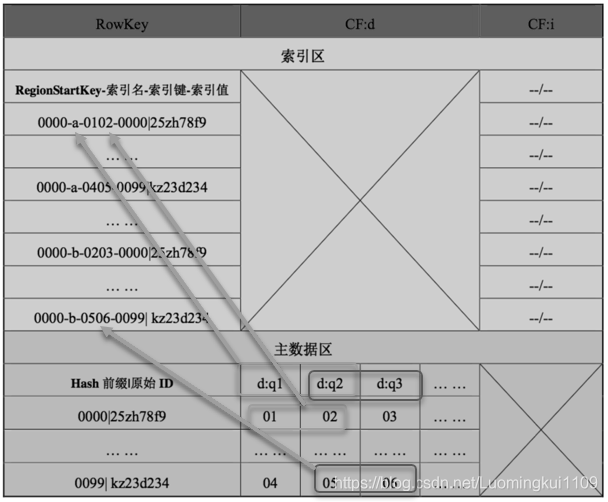 RowKey CF:d CF:i
索引区
RegionStartKey-索引名-索引键-索引值 --/--
0000-a-0102-0000|25zh78f9 --/--
… … --/--
0000-a-0405-0099|kz23d234 --/--
… … --/--
0000-b-0203-0000|25zh78f9 --/--
… … --/--
0000-b-0506-0099| kz23d234 --/--
主数据区
Hash 前缀|原始 ID d:q1 d:q2 d:q3 … …
0000|25zh78f9 01 02 03 … …
… … … … … … … … … …
0099| kz23d234 04 05 06 … …
https://blog.csdn.net/Luomingkui1109